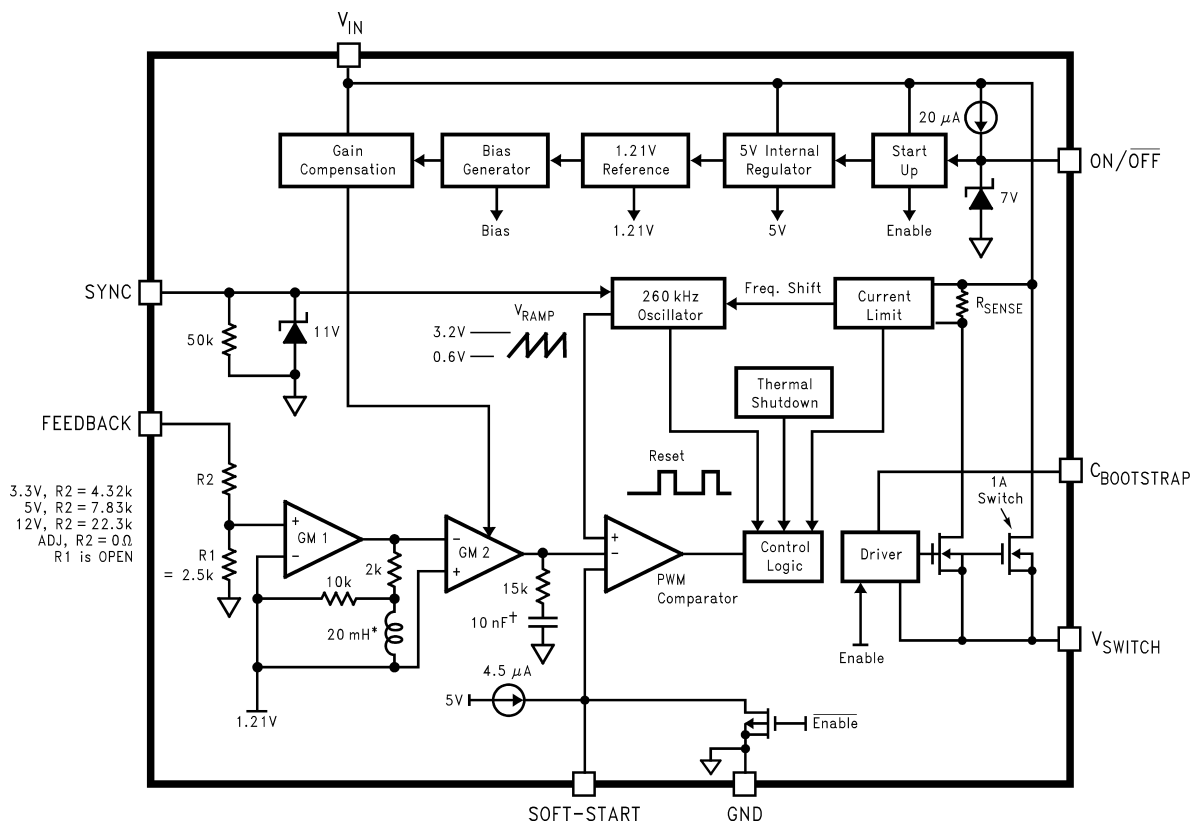 VIN
20 μA
Gain
Compensation
Bias
Generator
1.21V
Reference
5V Internal
Regulator
Start
Up
ON/OFF
7V
Bias
1.21V
5V
Enable
SYNC
50k
11V
3.2V
0.6V
VRAMP
260 kHz
Oscillator
Freq. Shift
Current
Limit
RSENSE
Thermal
Shutdown
FEEDBACK
3.3V, R2 = 4.32k
5V, R2 = 7.83k
12V, R2 = 22.3k
ADJ, R2 = 0Ω
R1 is OPEN
R2
R1
= 2.5k
+
GM 1
−
2k
10k
20 mH*
1.21V
−
GM 2
+
15k
10 nF†
Reset
+
−
PWM
Comparator
Control
Logic
Driver
Enable
1A
Switch
CBOOTSTRAP
VSWITCH
4.5 μA
5V
Enable
SOFT-START
GND